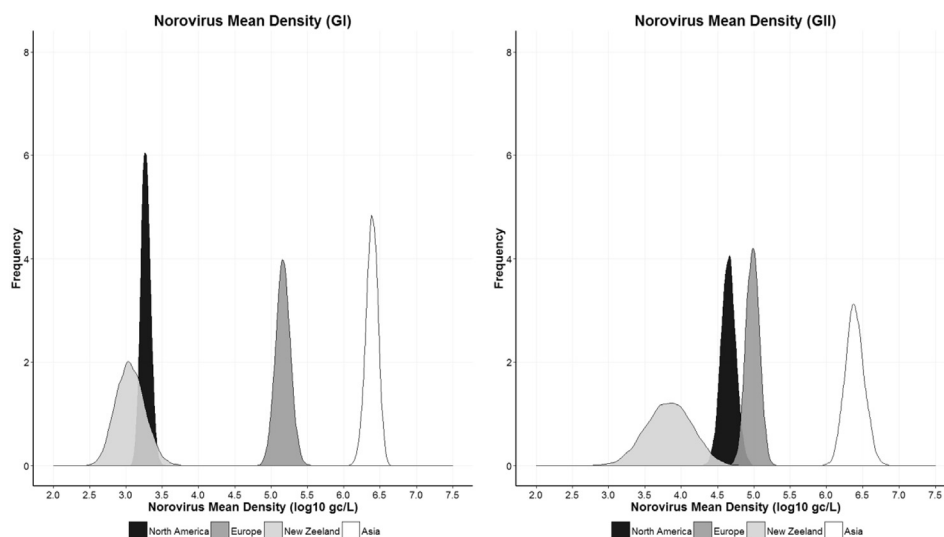 Norovirus Mean Density (GI)
8
6
4
2
0
Frequency
2.0 2.5 3.0 3.5 4.0 4.5 5.0 5.5 6.0 6.5 7.0 7.5
Norovirus Mean Density (log10 gc/L)
North America Europe New Zeeland Asia
Norovirus Mean Density (GII)
8
6
4
2
0
Frequency
2.0 2.5 3.0 3.5 4.0 4.5 5.0 5.5 6.0 6.5 7.0 7.5
Norovirus Mean Density (log10 gc/L)
North America Europe New Zeeland Asia